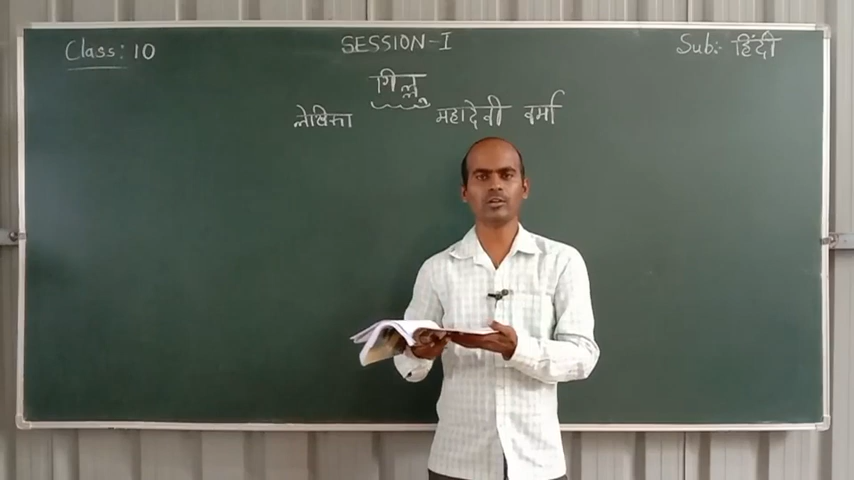 Class: 10 SESSION-I Sub:- हिंदी
गिल्लू
लेखिका महादेवी वर्मा